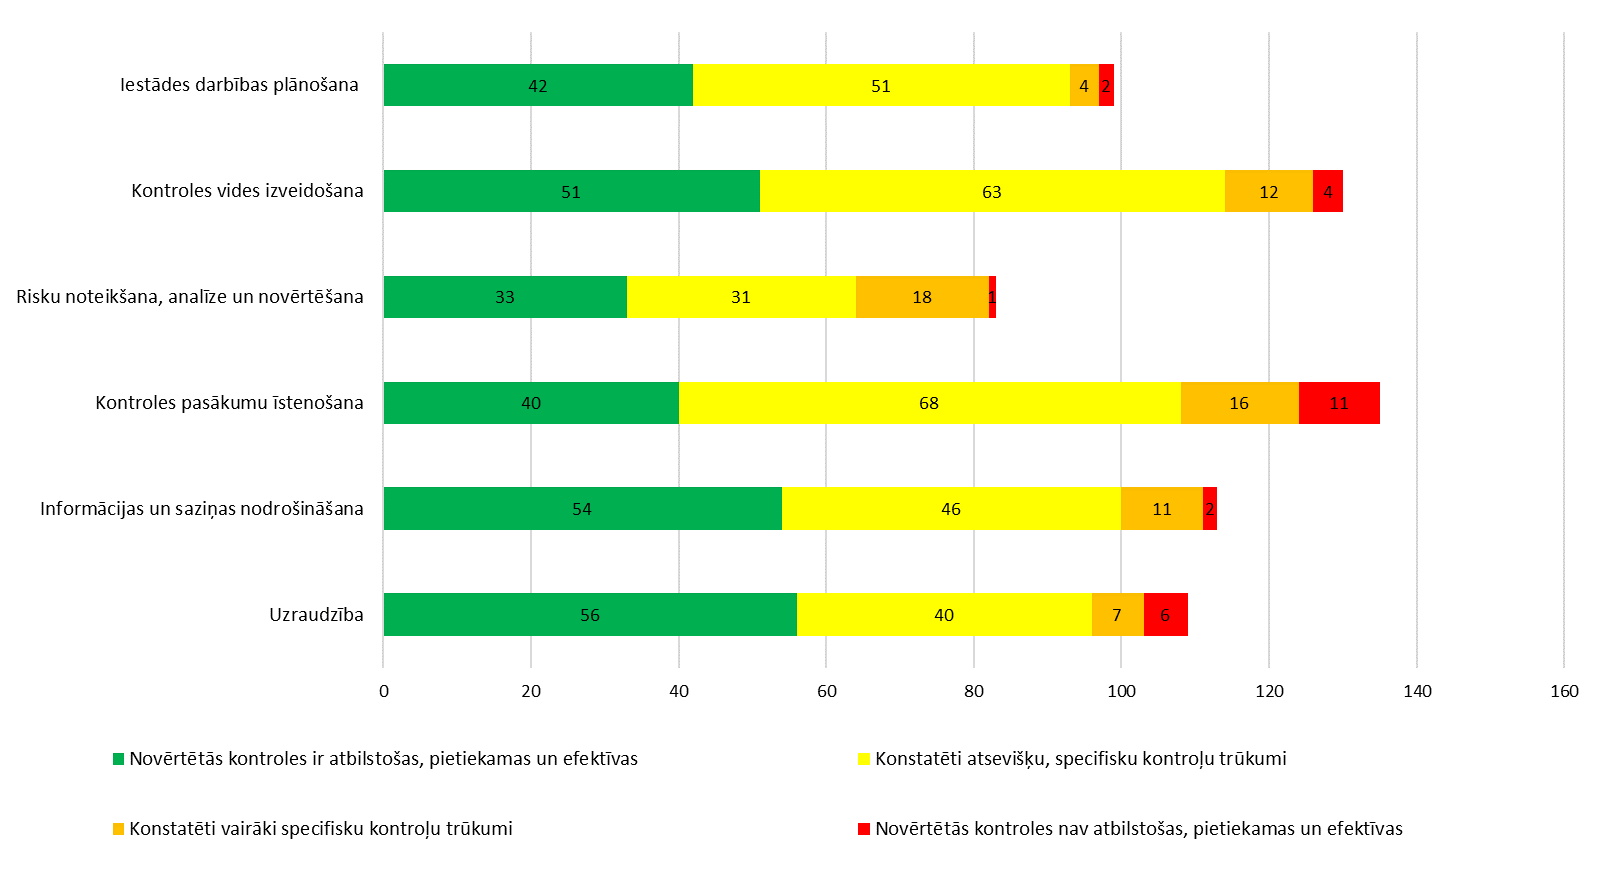 Iestādes darbības plānošana
42 51 4 2
Kontroles vides izveidošana
51 63 12 4
Risku noteikšana, analīze un novērtēšana
33 31 18 1
Kontroles pasākumu īstenošana
40 68 16 11
Informācijas un saziņas nodrošināšana
54 46 11 2
Uzraudzība
56 40 7 6
0 20 40 60 80 100 120 140 160
Novērtētās kontroles ir atbilstošas, pietiekamas un efektīvas
Konstatēti atsevišķu, specifisku kontroļu trūkumi
Konstatēti vairāki specifisku kontroļu trūkumi
Novērtētās kontroles nav atbilstošas, pietiekamas un efektīvas